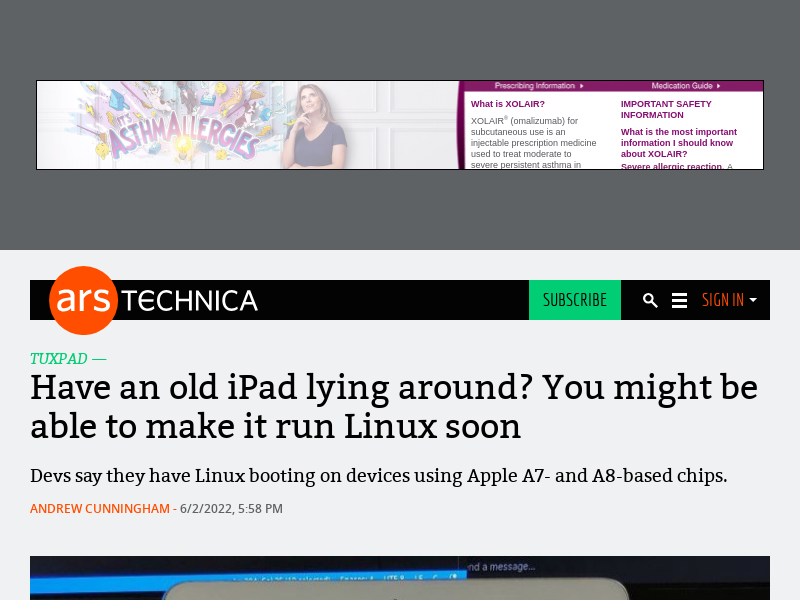 IT'S
ASTHMALLERGIES
Prescribing Information
Medication Guide
What is XOLAIR?
XOLAIR® (omalizumab) for
subcutaneous use is an
injectable prescription medicine
used to treat moderate to
severe persistent asthma in
IMPORTANT SAFETY
INFORMATION
What is the most important
information I should know
about XOLAIR?
Severe allergic reaction. A
ars TECHNICA
SUBSCRIBE
SIGN IN
TUXPAD —
Have an old iPad lying around? You might be
able to make it run Linux soon
Devs say they have Linux booting on devices using Apple A7- and A8-based chips.
ANDREW CUNNINGHAM - 6/2/2022, 5:58 PM
nd a message...